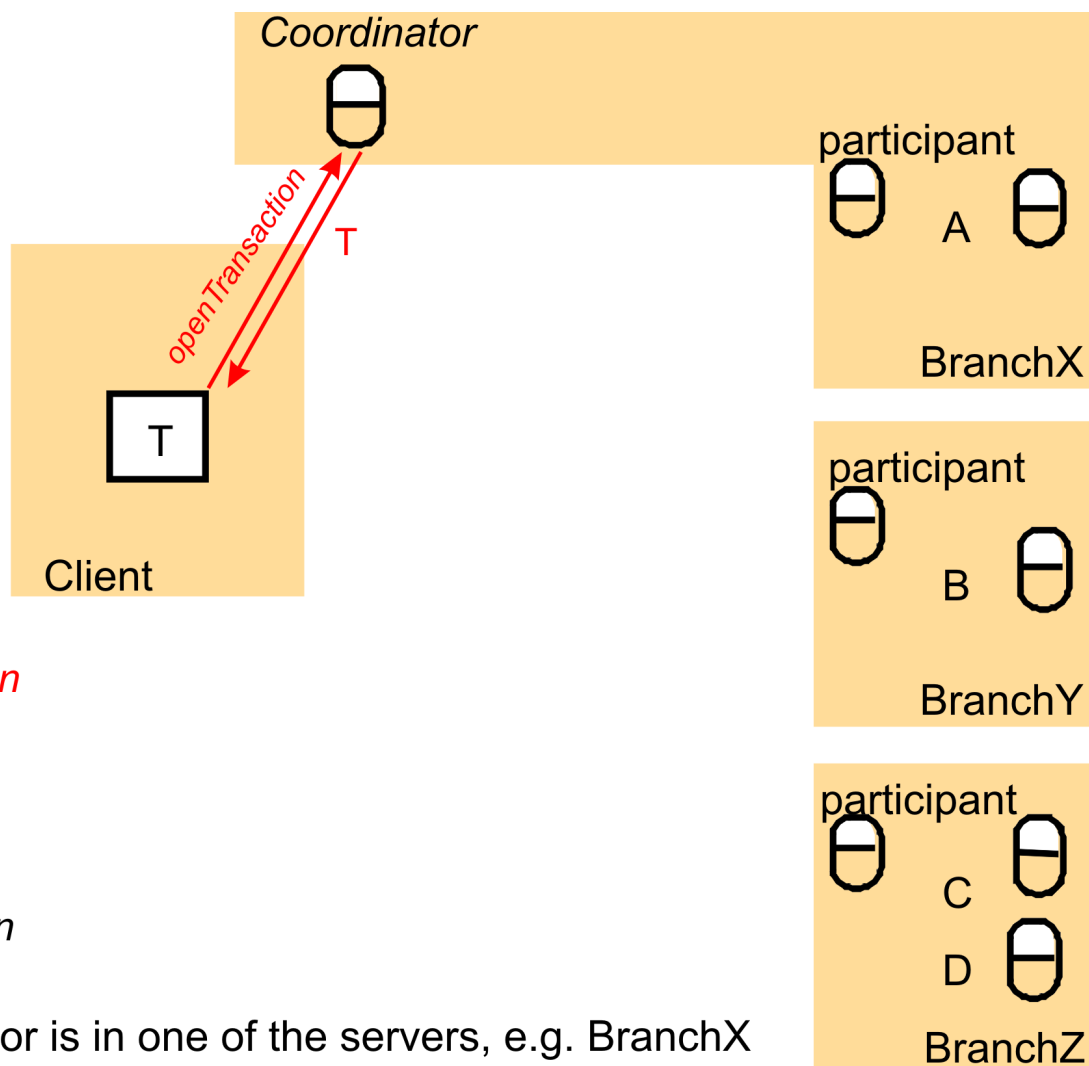 Coordinator
participant
openTransaction
T
A
BranchX
T
participant
Client
B
n
BranchY
participant
C
n
D
or is in one of the servers, e.g. BranchX
BranchZ